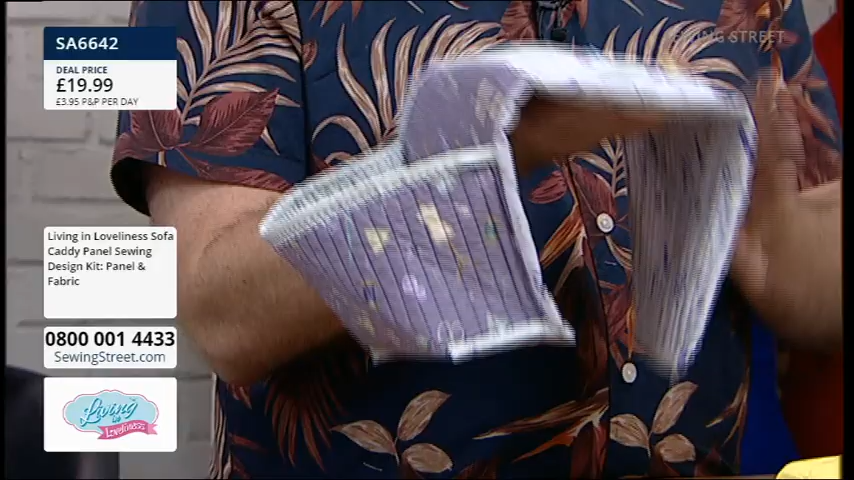 SA6642
DEAL PRICE
£19.99
£3.95 P&P PER DAY
SEWING STREET
Living in Loveliness Sofa
Caddy Panel Sewing
Design Kit: Panel &
Fabric
0800 001 4433
SewingStreet.com
Living
in
Loveliness